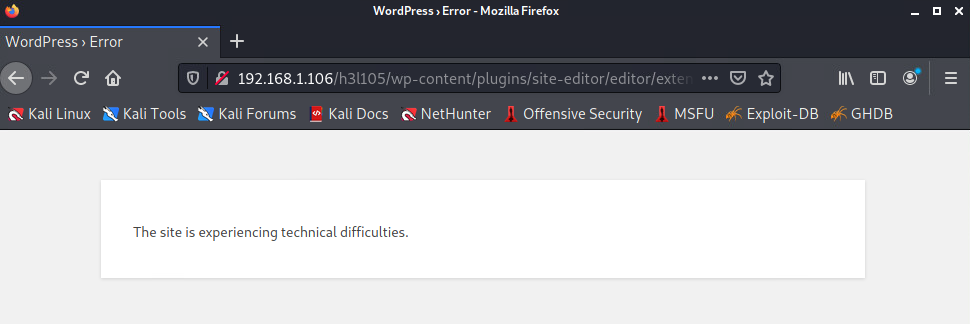 WordPress › Error - Mozilla Firefox
WordPress › Error
192.168.1.106/h3l105/wp-content/plugins/site-editor/editor/exten
Kali Linux Kali Tools Kali Forums Kali Docs NetHunter Offensive Security MSFU Exploit-DB GHDB
The site is experiencing technical difficulties.